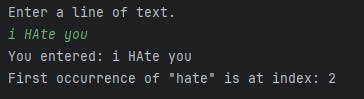 Enter a line of text.
i HAte you
You entered: i HAte you
First occurrence of "hate" is at index: 2